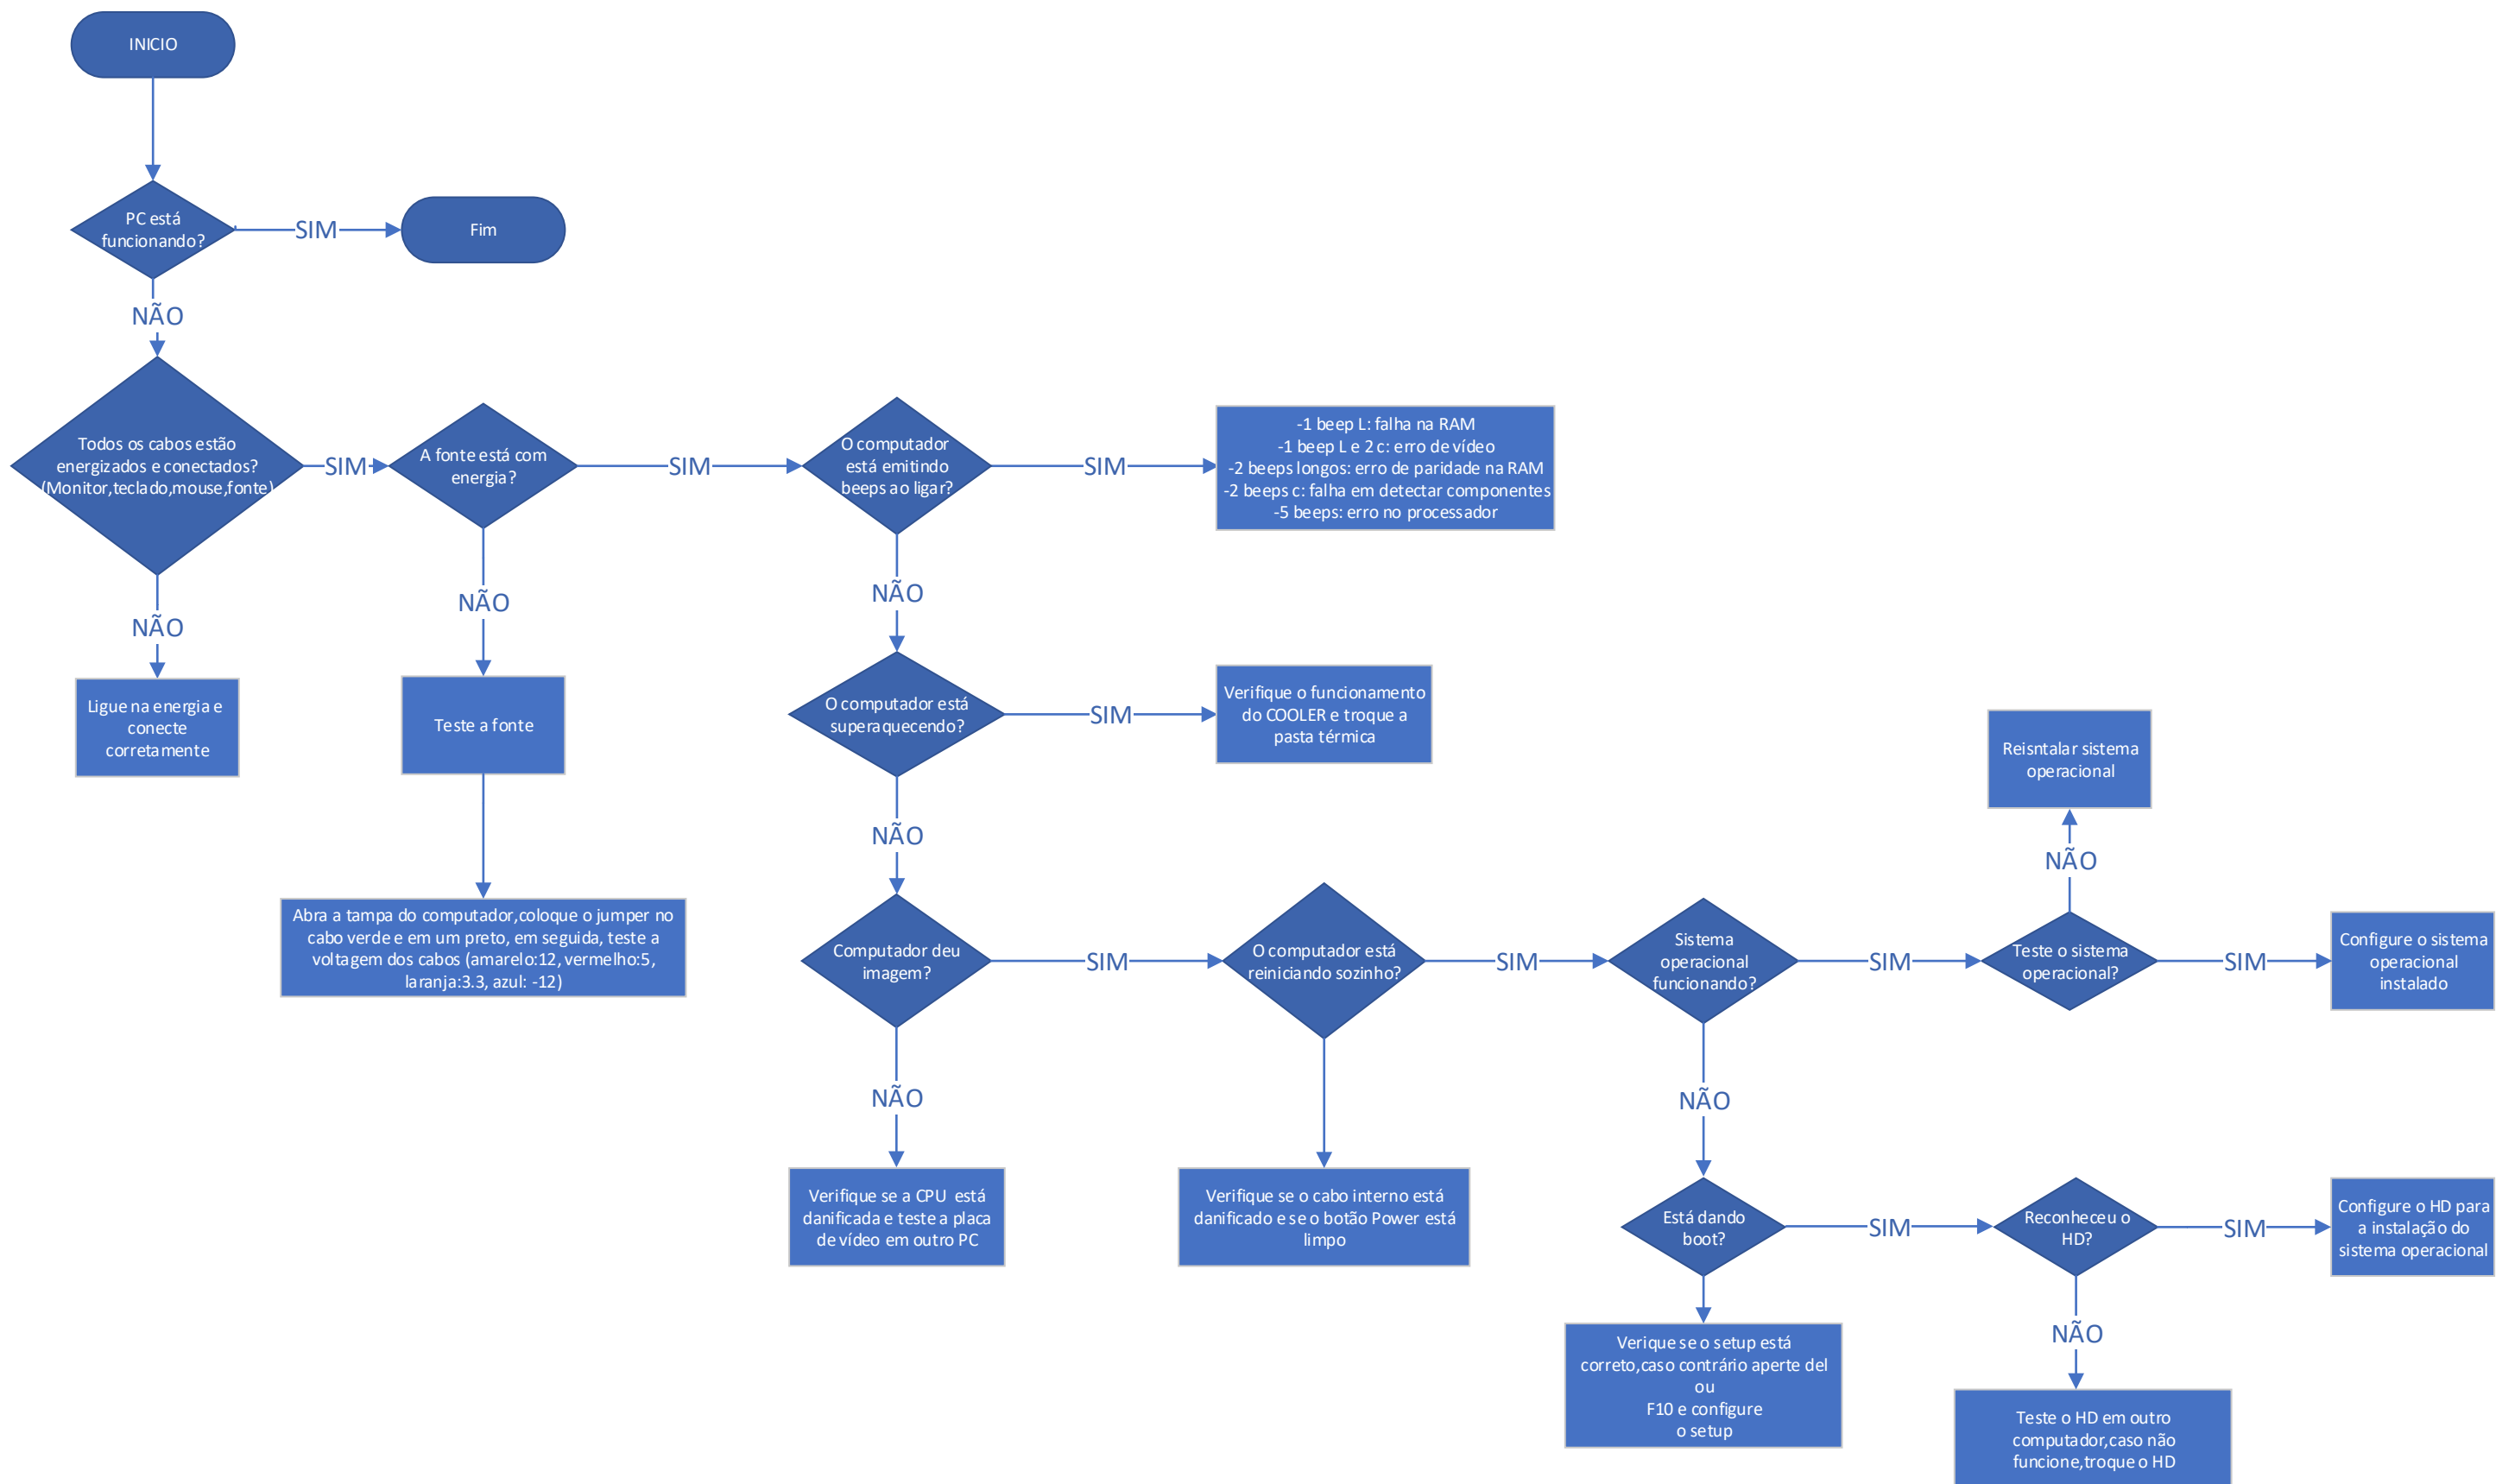 INICIO
PC está
funcionando?
SIM
Fim
NÃO
Todos os cabos estão
energizados e conectados?
(Monitor,teclado,mouse,fonte)
SIM
A fonte está com
energia?
SIM
O computador
está emitindo
beeps ao ligar?
SIM
-1 beep L: falha na RAM
-1 beep L e 2 c: erro de vídeo
-2 beeps longos: erro de paridade na RAM
-2 beeps c: falha em detectar componentes
-5 beeps: erro no processador
NÃO
NÃO
NÃO
Ligue na energia e
conecte
corretamente
Teste a fonte
O computador está
superaquecendo?
SIM
Verifique o funcionamento
do COOLER e troque a
pasta térmica
Reisntalar sistema
operacional
NÃO
NÃO
Abra a tampa do computador,coloque o jumper no
cabo verde e em um preto, em seguida, teste a
voltagem dos cabos (amarelo:12, vermelho:5,
laranja:3.3, azul: -12)
Computador deu
imagem?
SIM
O computador está
reiniciando sozinho?
SIM
Sistema
operacional
funcionando?
SIM
Teste o sistema
operacional?
SIM
Configure o sistema
operacional
instalado
NÃO
NÃO
Verifique se a CPU está
danificada e teste a placa
de vídeo em outro PC
Verifique se o cabo interno está
danificado e se o botão Power está
limpo
Está dando
boot?
SIM
Reconheceu o
HD?
SIM
Configure o HD para
a instalação do
sistema operacional
NÃO
Verique se o setup está
correto,caso contrário aperte del
ou
F10 e configure
o setup
Teste o HD em outro
computador,caso não
funcione,troque o HD